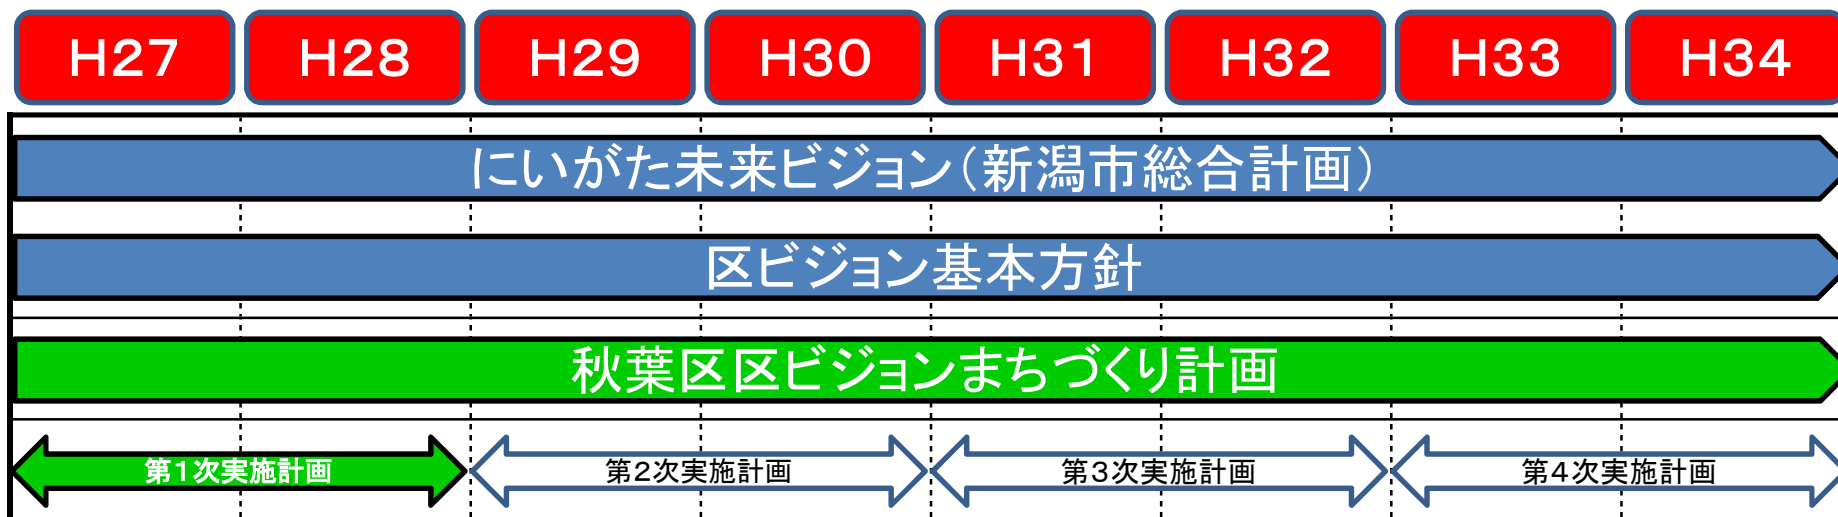 H27 H28 H29 H30 H31 H32 H33 H34
にいがた未来ビジョン（新潟市総合計画）
区ビジョン基本方針
秋葉区区ビジョンまちづくり計画
第１次実施計画 第2次実施計画 第３次実施計画 第４次実施計画